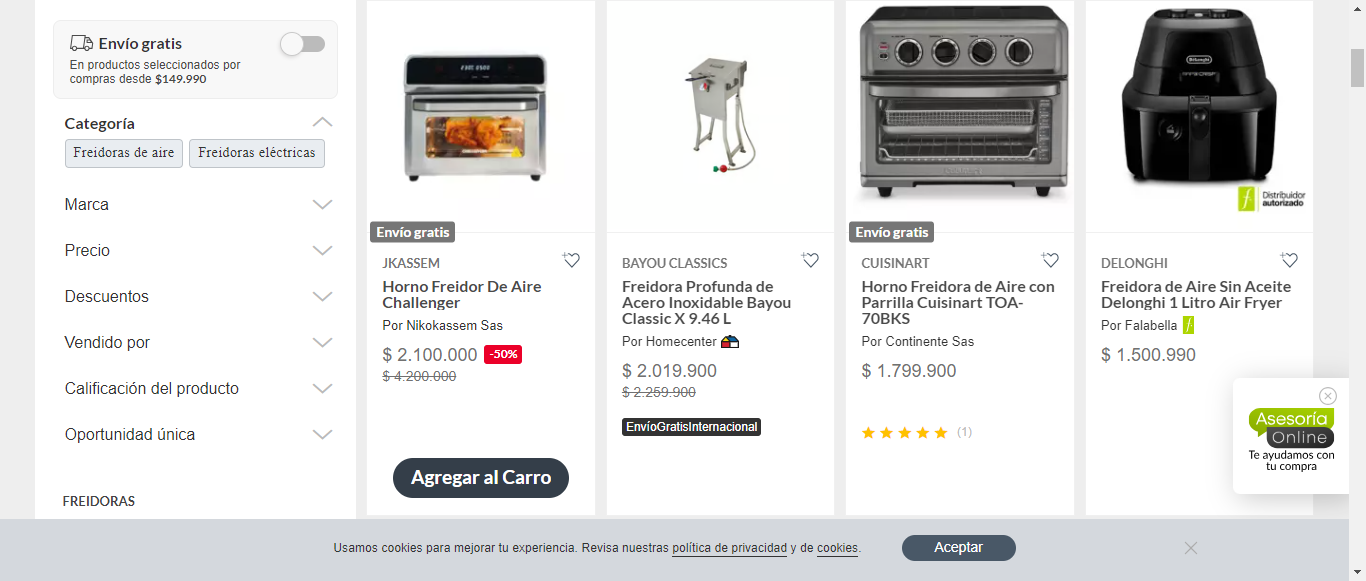 Envío gratis
En productos seleccionados por
compras desde $149.990
Categoría
Freidoras de aire
Freidoras eléctricas
Marca
Precio
Descuentos
Vendido por
Calificación del producto
Oportunidad única
FREIDORAS
Envío gratis
JKASSEM
Horno Freidor De Aire
Challenger
Por Nikokassem Sas
$ 2.100.000 -50%
$ 4.200.000
Agregar al Carro
BAYOU CLASSICS
Freidora Profunda de
Acero Inoxidable Bayou
Classic X 9.46 L
Por Homecenter
$ 2.019.900
$ 2.259.900
EnvíoGratisInternacional
Envío gratis
CUISINART
Horno Freidora de Aire con
Parrilla Cuisinart TOA-
70BKS
Por Continente Sas
$ 1.799.900
(1)
DeLonghi
f Distribuidor
autorizado
DELONGHI
Freidora de Aire Sin Aceite
Delonghi 1 Litro Air Fryer
Por Falabella f
$ 1.500.990
Asesoría
Online
Te ayudamos con
tu compra
Usamos cookies para mejorar tu experiencia. Revisa nuestras política de privacidad y de cookies.
Aceptar